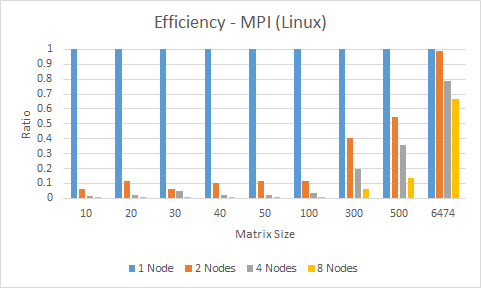 Efficiency - MPI (Linux)
1
0.9
0.8
0.7
0.6
0.5
0.4
0.3
0.2
0.1
0
Ratio
10 20 30 40 50 100 300 500 6474
Matrix Size
1 Node 2 Nodes 4 Nodes 8 Nodes